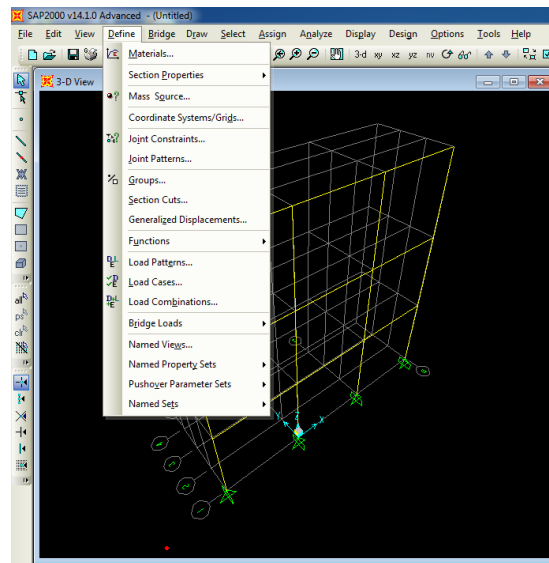 SAP2000 v14.1.0 Advanced - (Untitled)
File Edit View Define Bridge Draw Select Assign Analyze Display Design Options Tools Help
3-d xy xz yz nv
3-D View
Materials...
Section Properties
Mass Source...
Coordinate Systems/Grids...
Joint Constraints...
Joint Patterns...
Groups...
Section Cuts...
Generalized Displacements...
Functions
Load Patterns...
Load Cases...
Load Combinations...
Bridge Loads
Named Views...
Named Property Sets
Pushover Parameter Sets
Named Sets
all
ps
clr
Y Z X